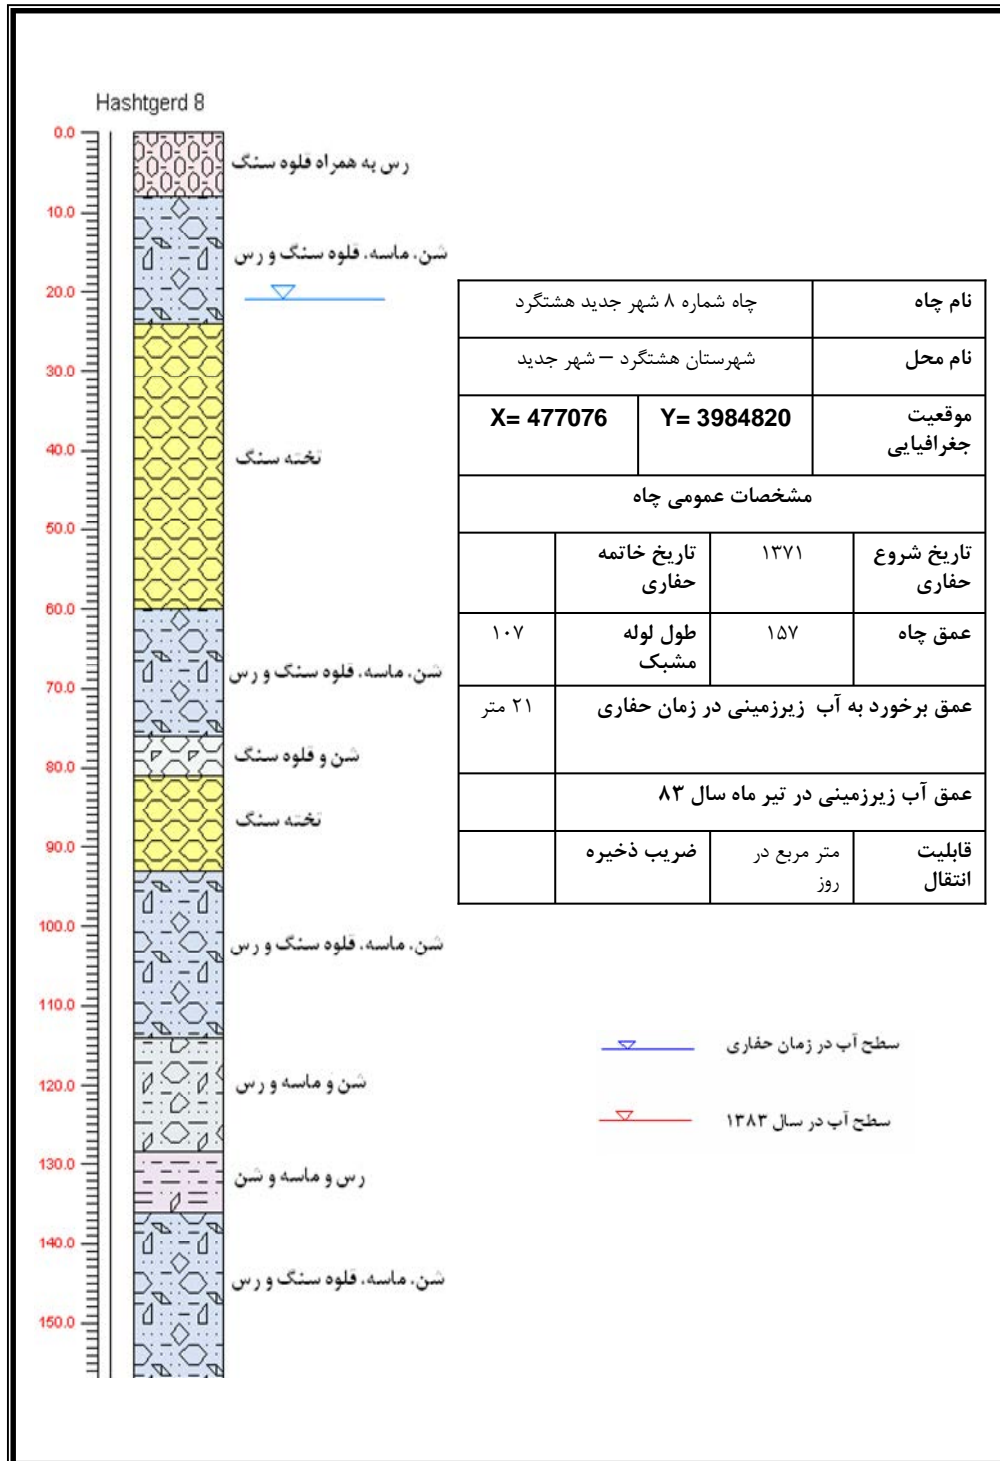 Hashtgerd 8
0.0
رس به همراه قلوه سنگ
10.0
شن، ماسه، قلوه سنگ و رس
20.0
30.0
40.0
تخته سنگ
50.0
60.0
شن، ماسه، قلوه سنگ و رس
70.0
شن و قلوه سنگ
80.0
تخته سنگ
90.0
100.0
شن، ماسه، قلوه سنگ و رس
110.0
120.0
شن و ماسه و رس
130.0
رس و ماسه و شن
140.0
شن، ماسه، قلوه سنگ و رس
150.0
نام چاه
چاه شماره ۸ شهر جدید هشتگرد
نام محل
شهرستان هشتگرد – شهر جدید
موقعیت
جغرافیایی
Y= 3984820
X= 477076
مشخصات عمومی چاه
تاریخ شروع
حفاری
۱۳۷۱
تاریخ خاتمه
حفاری
عمق چاه
۱۵۷
طول لوله
مشبک
۱۰۷
عمق برخورد به آب زیرزمینی در زمان حفاری
۲۱ متر
عمق آب زیرزمینی در تیر ماه سال ۸۳
قابلیت
انتقال
متر مربع در
روز
ضریب ذخیره
سطح آب در زمان حفاری
سطح آب در سال ۱۳۸۳